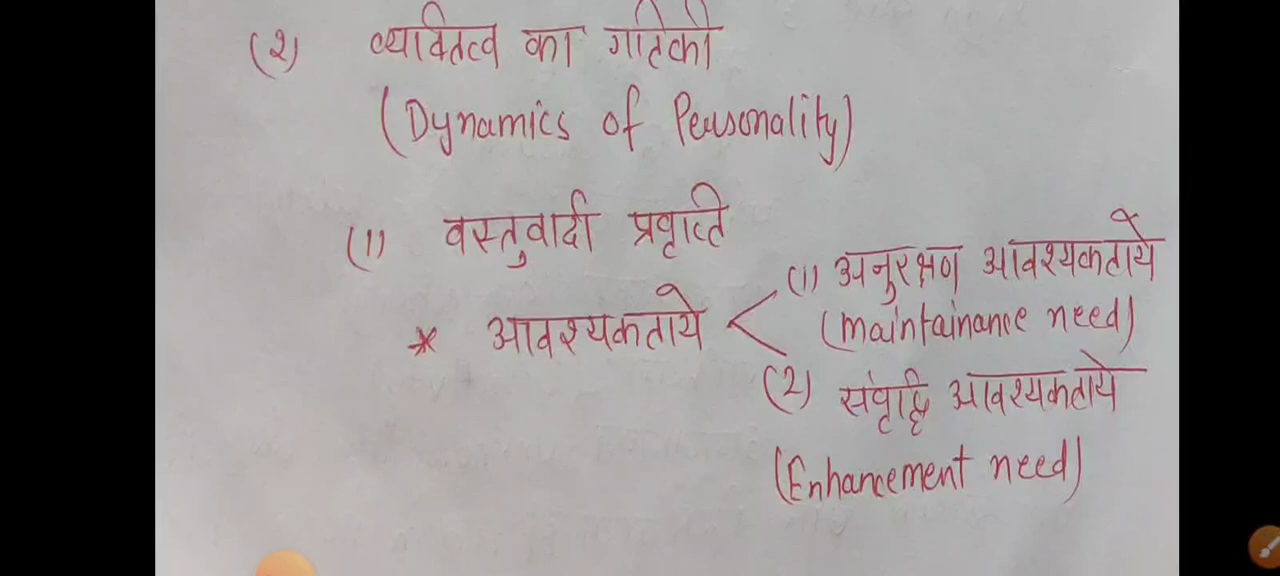 (२) व्यक्तित्व का गतिकी
(Dynamics of Personality)
(1) वस्तुवादी प्रवृत्ति
(1) अनुरक्षण आवश्यकतायें
* आवश्यकतायें <
(maintainance need)
(2) संवृद्धि आवश्यकतायें
(Enhancement need)